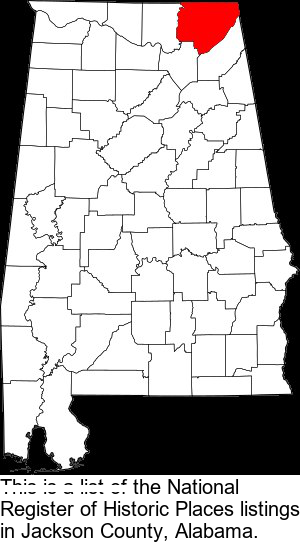 This is a list of the National
Register of Historic Places listings
in Jackson County, Alabama.